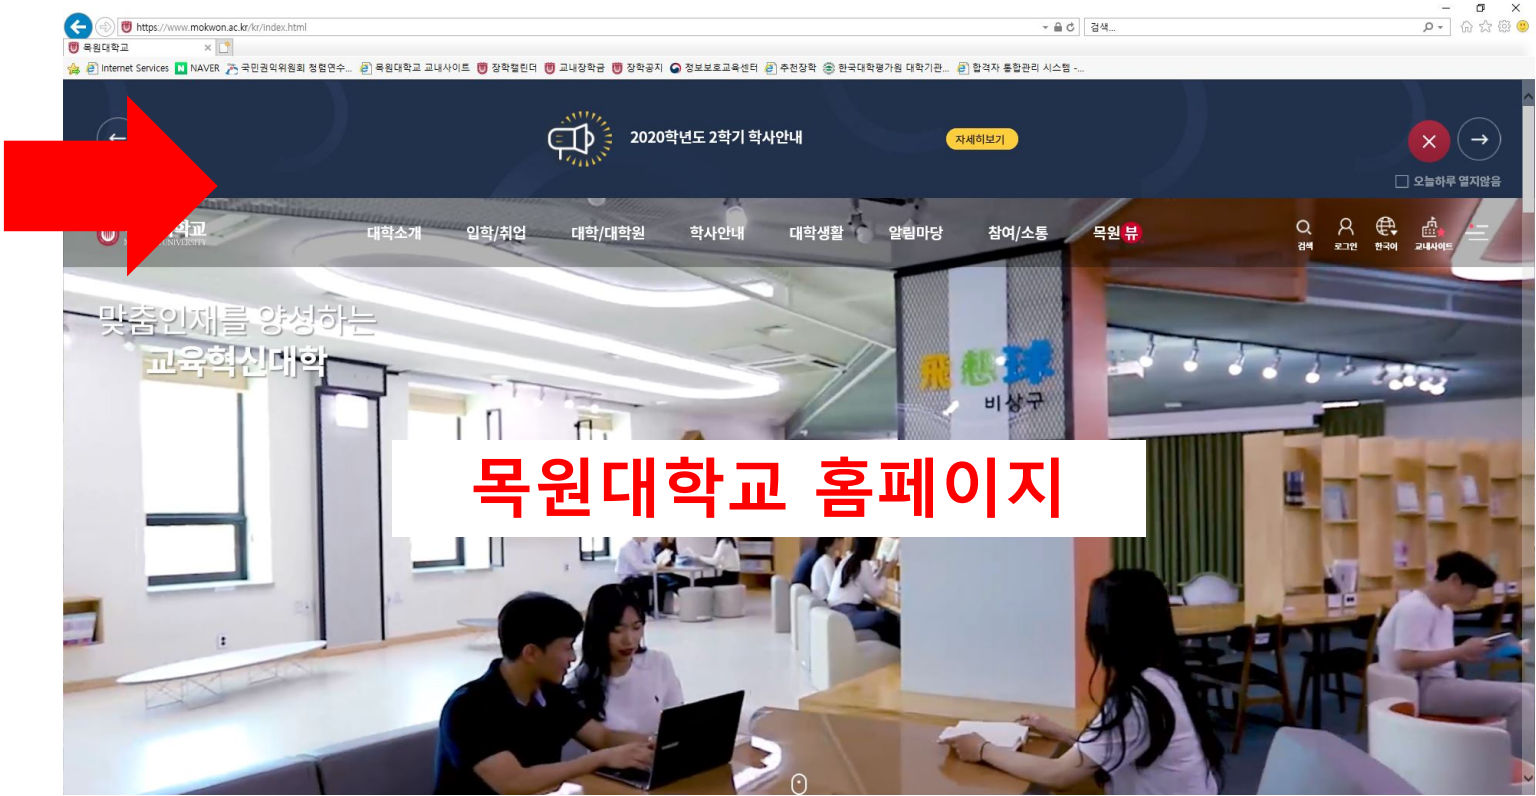 https://www.mokwon.ac.kr/kr/index.html
검색...
목원대학교
Internet Services
NAVER
국민권익위원회 청렴연수...
목원대학교 교내사이트
장학캘린더
교내장학금
장학공지
정보보호교육센터
추천장학
한국대학평가원 대학기관...
합격자 통합관리 시스템 -...
2020학년도 2학기 학사안내
자세히보기
오늘하루 열지않음
학교
UNIVERSITY
대학소개
입학/취업
대학/대학원
학사안내
대학생활
알림마당
참여/소통
목원뷰
검색
로그인
한국어
교내사이트
맞춤인재를 양성하는
교육혁신대학
飛想球
비상구
목원대학교 홈페이지